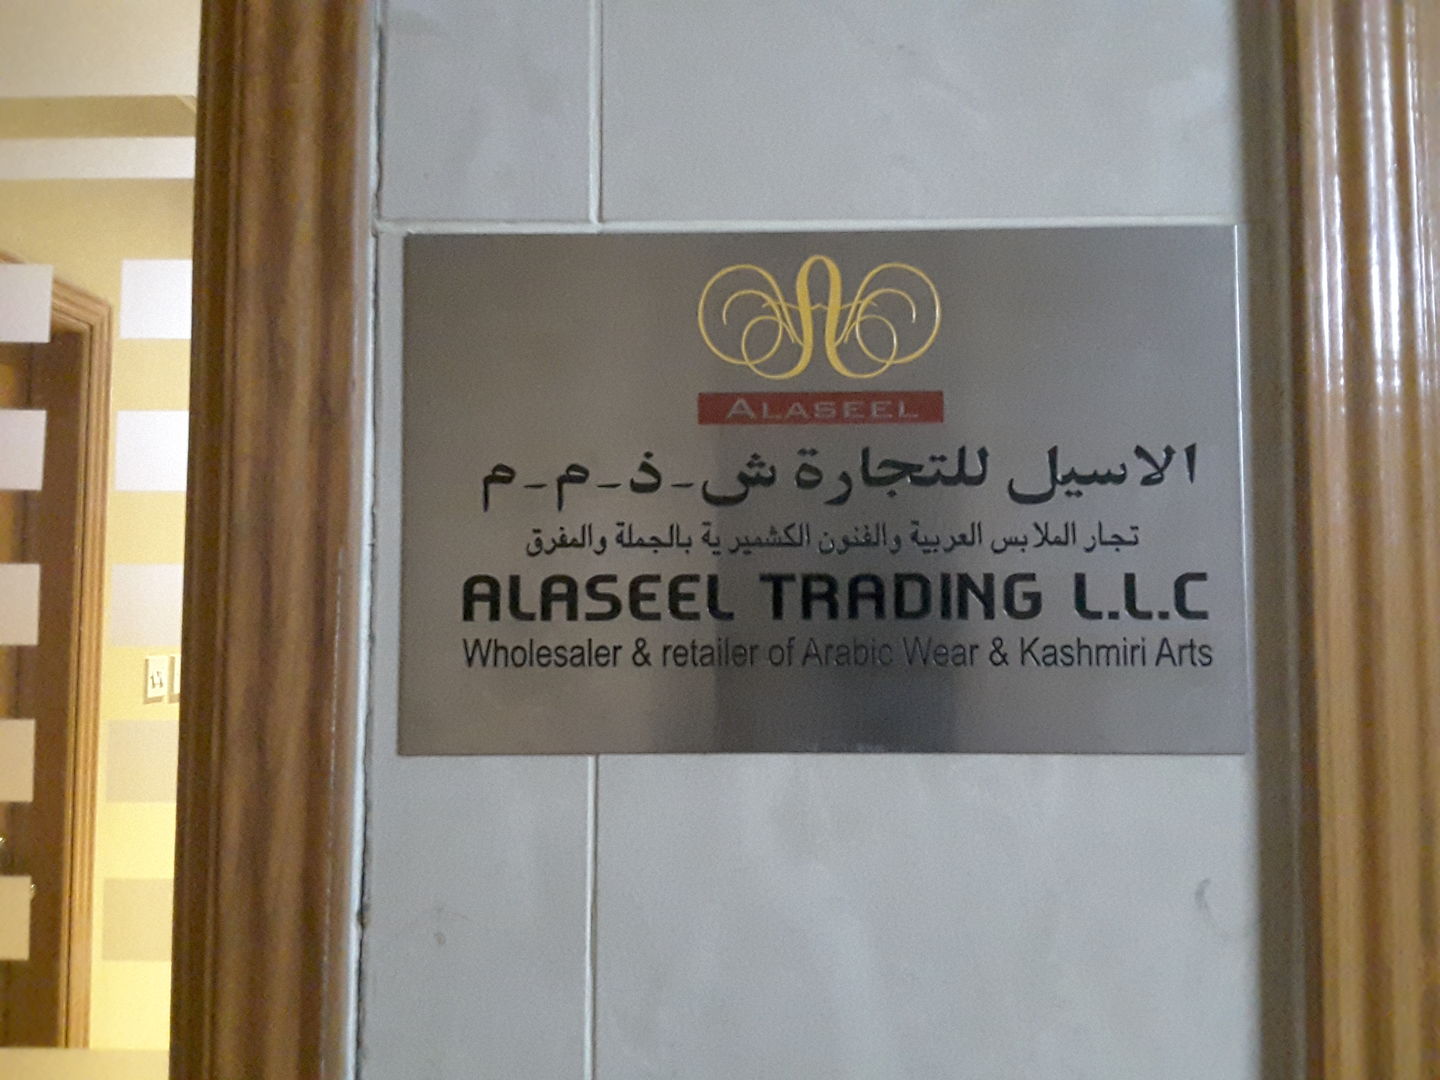 ALASEEL
الاسيل للتجارة ش-ذ-م-م
تجار الملابس العربية والفنون الكشميرية بالجملة والمفرق
ALASEEL TRADING L.L.C
Wholesaler & retailer of Arabic Wear & Kashmiri Arts